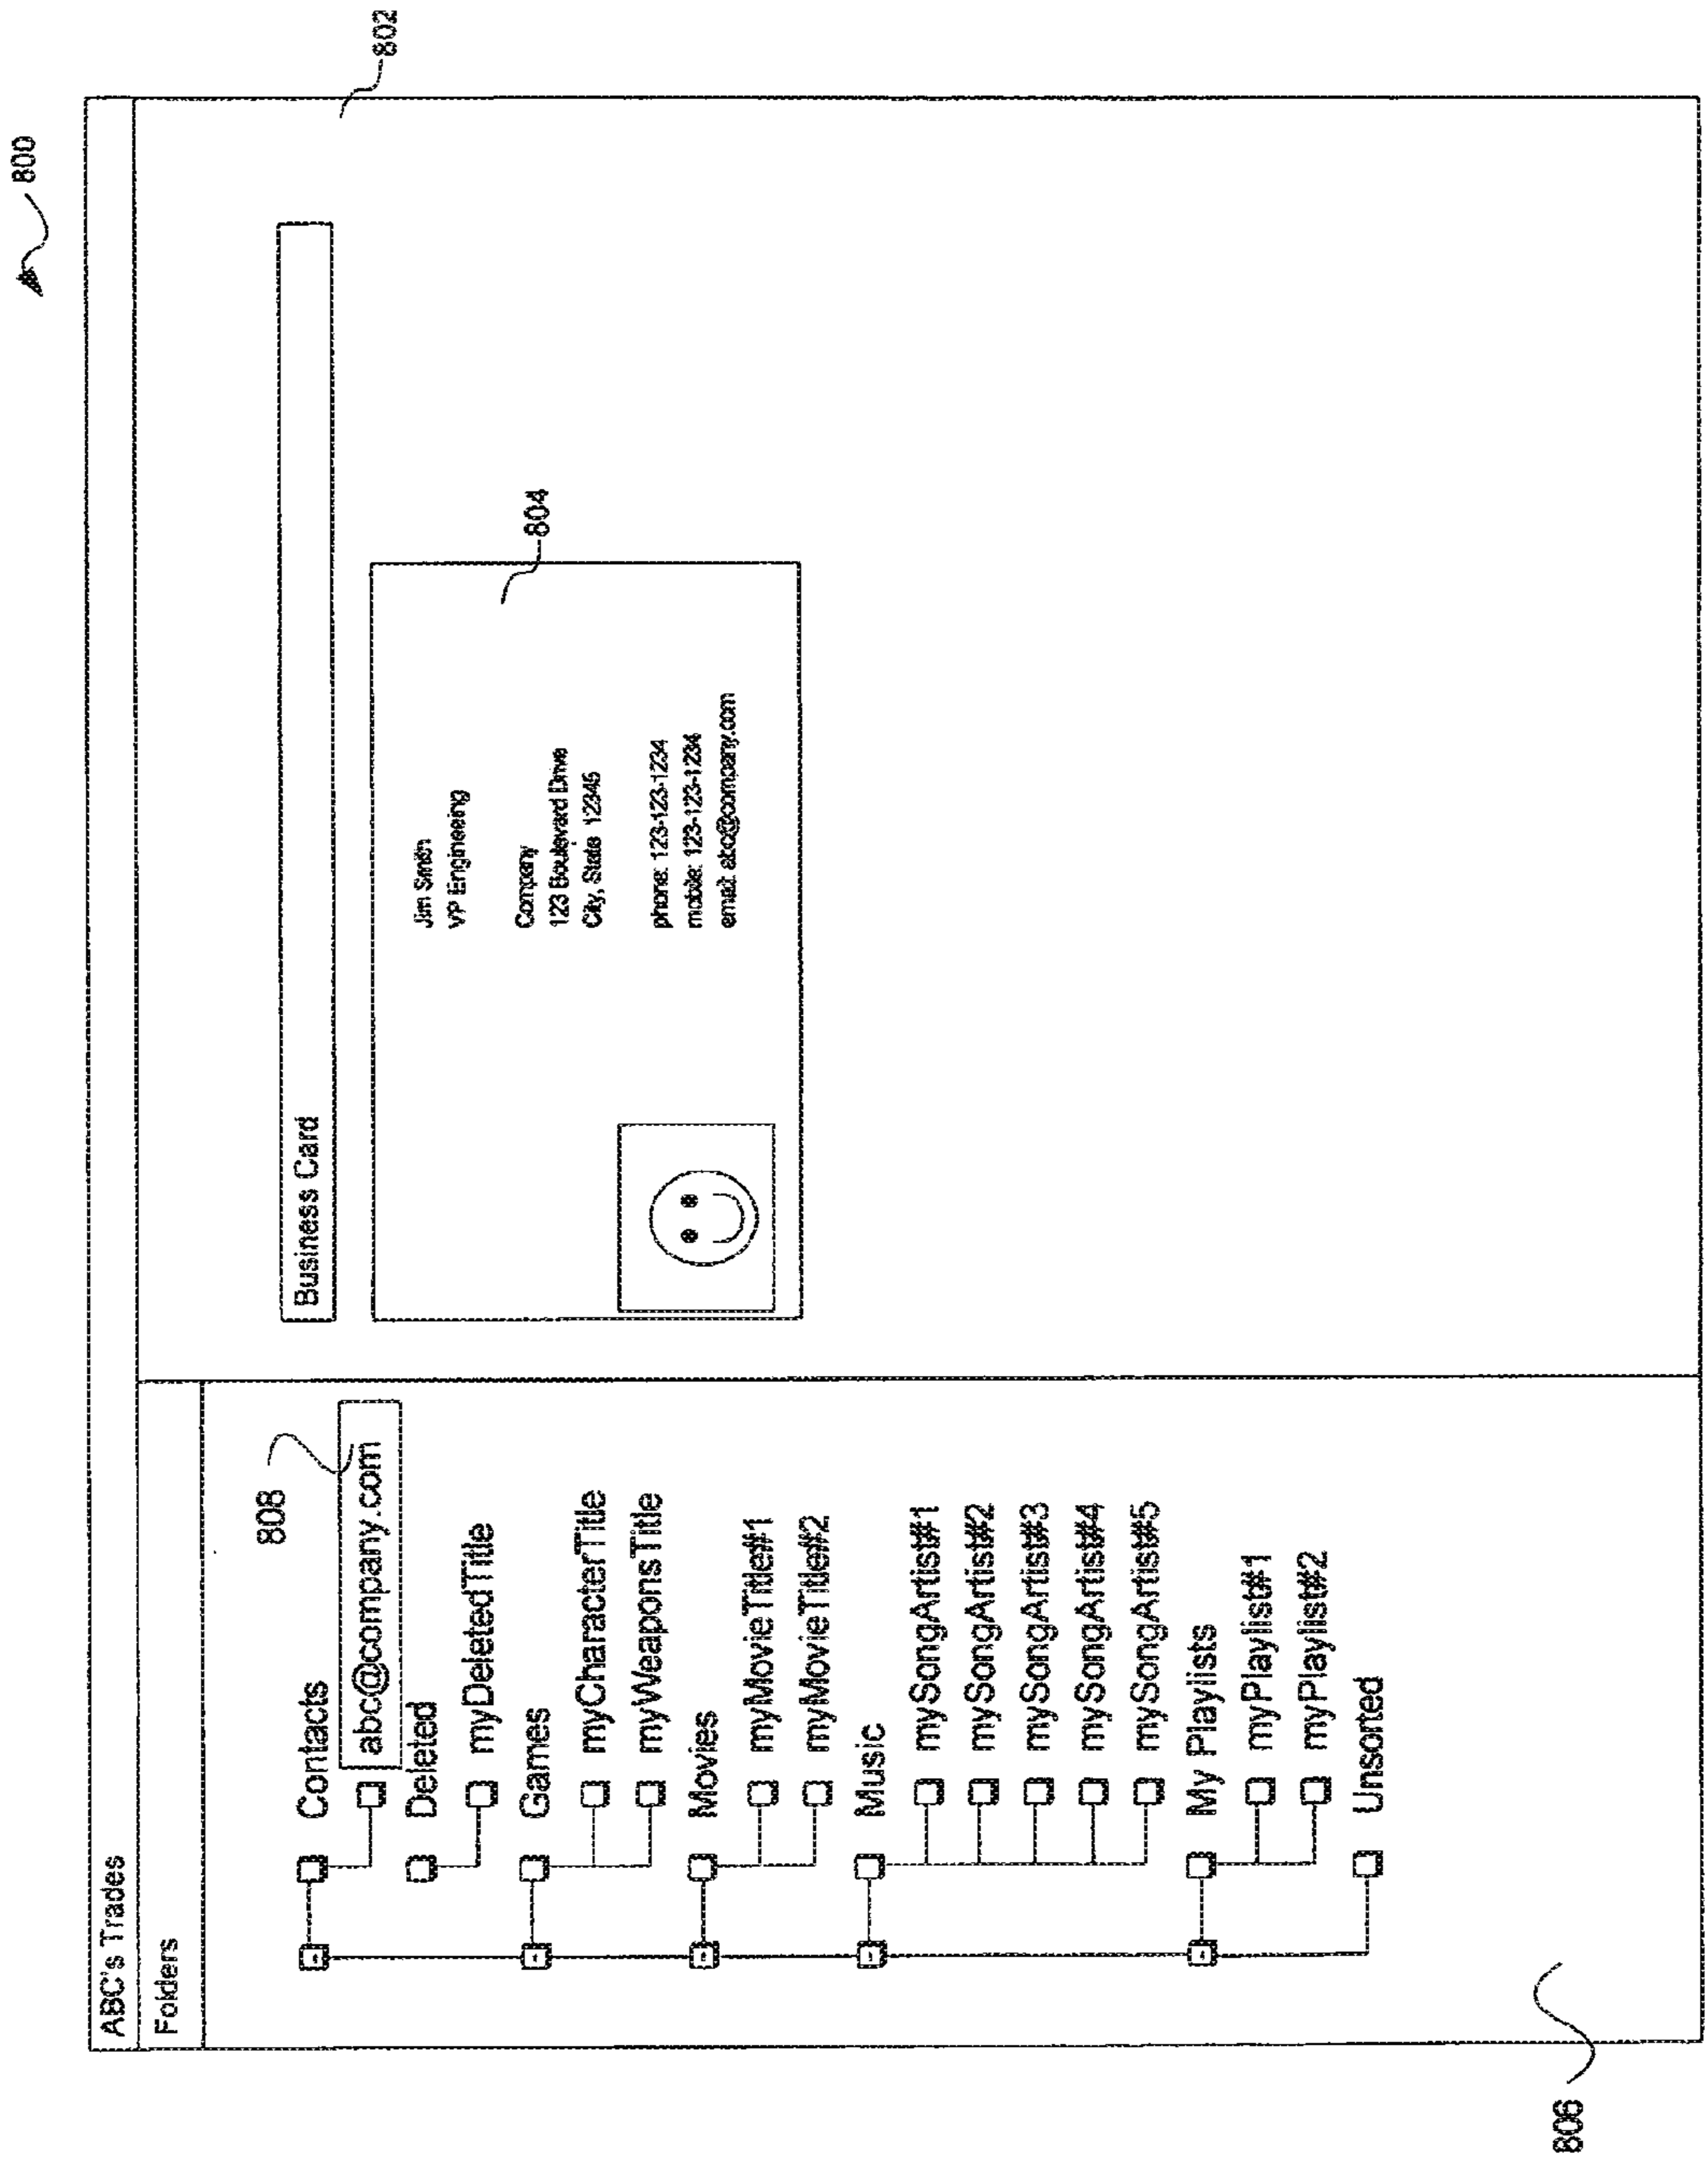 800
ABC's Trades
802
Folders
808
Contacts
abc@company.com
Deleted
myDeletedTitle
Games
myCharacterTitle
myWeaponsTitle
Movies
myMovieTitle#1
myMovieTitle#2
Music
mySongArtist#1
mySongArtist#2
mySongArtist#3
mySongArtist#4
mySongArtist#5
My Playlists
myPlaylist#1
myPlaylist#2
Unsorted
806
Business Card
804
Jim Smith
VP Engineering
Company
123 Boulevard Drive
City, State 12345
phone: 123-123-1234
mobile: 123-123-1234
email: abc@company.com